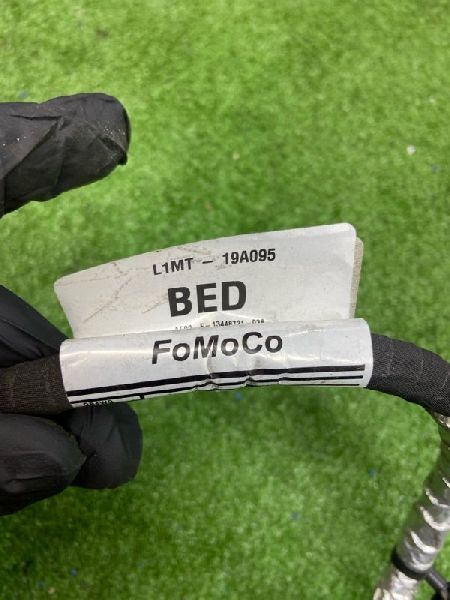 L1MT – 19A095
BED
FoMoCo